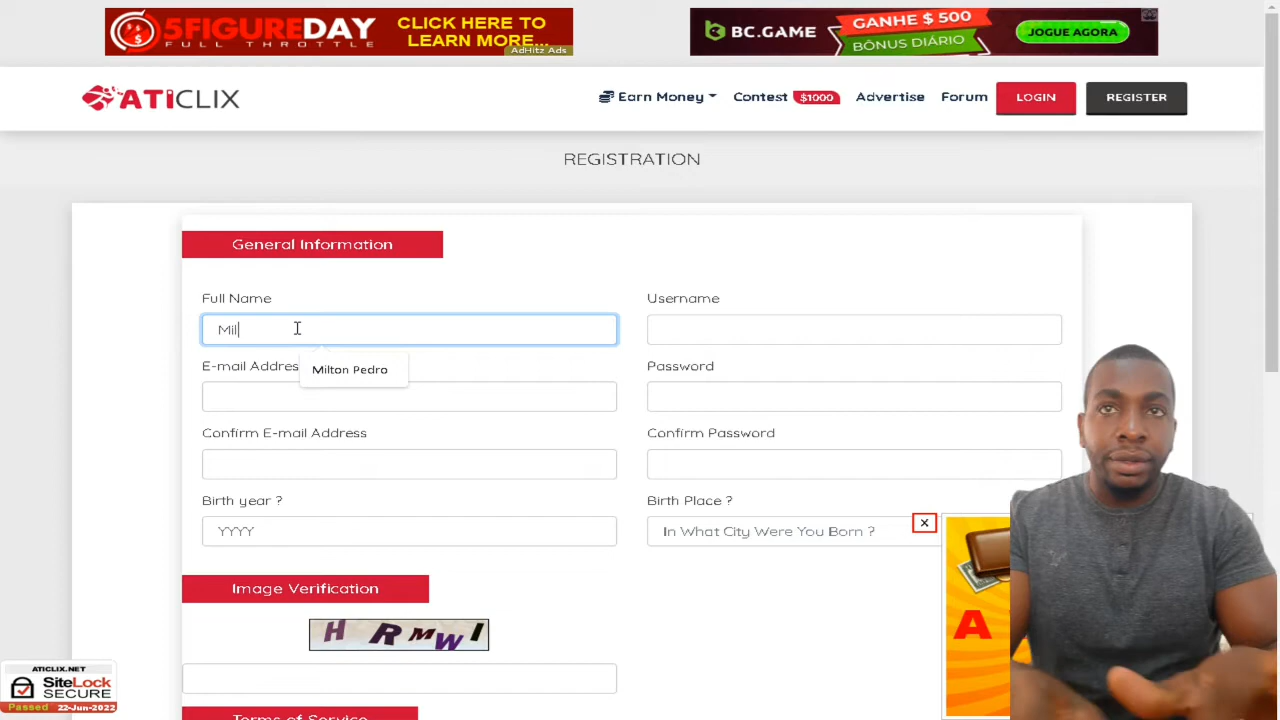 5FIGUREDAY
FULL THROTTLE
CLICK HERE TO
LEARN MORE...
AdHitz Ads
BC.GAME
GANHE $ 500
BÔNUS DIÁRIO
JOGUE AGORA
ATICLIX
Earn Money
Contest $1000
Advertise
Forum
LOGIN
REGISTER
REGISTRATION
General Information
Full Name
Username
Mil
E-mail Addres
Password
Milton Pedro
Confirm E-mail Address
Confirm Password
Birth year ?
Birth Place ?
YYYY
In What City Were You Born ?
Image Verification
H R M W I
A
ATICLIX.NET
SiteLock
SECURE
Passed 22-Jun-2022
Terms of Service